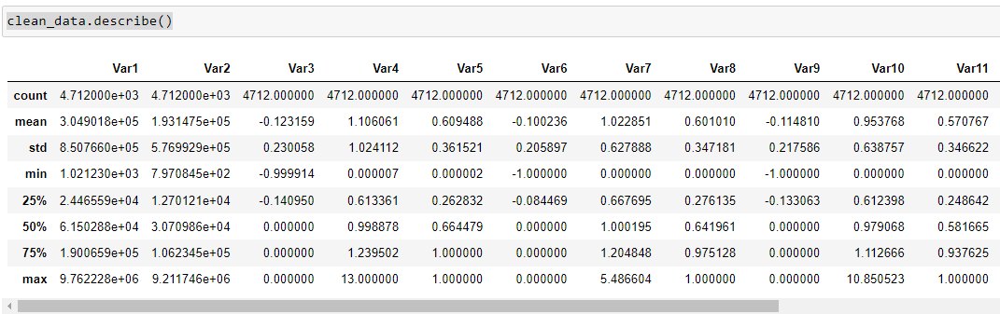 clean_data.describe()
Var1 Var2 Var3 Var4 Var5 Var6 Var7 Var8 Var9 Var10 Var11
count 4.712000e+03 4.712000e+03 4712.000000 4712.000000 4712.000000 4712.000000 4712.000000 4712.000000 4712.000000 4712.000000 4712.000000
mean 3.049018e+05 1.931475e+05 -0.123159 1.106061 0.609488 -0.100236 1.022851 0.601010 -0.114810 0.953768 0.570767
std 8.507660e+05 5.769929e+05 0.230058 1.024112 0.361521 0.205897 0.627888 0.347181 0.217586 0.638757 0.346622
min 1.021230e+03 7.970845e+02 -0.999914 0.000007 0.000002 -1.000000 0.000000 0.000000 -1.000000 0.000000 0.000000
25% 2.446559e+04 1.270121e+04 -0.140950 0.613361 0.262832 -0.084469 0.667695 0.276135 -0.133063 0.612398 0.248642
50% 6.150288e+04 3.070986e+04 0.000000 0.998878 0.664479 0.000000 1.000195 0.641961 0.000000 0.979068 0.581665
75% 1.900659e+05 1.062345e+05 0.000000 1.239502 1.000000 0.000000 1.204848 0.975128 0.000000 1.112666 0.937625
max 9.762228e+06 9.211746e+06 0.000000 13.000000 1.000000 0.000000 5.486604 1.000000 0.000000 10.850523 1.000000